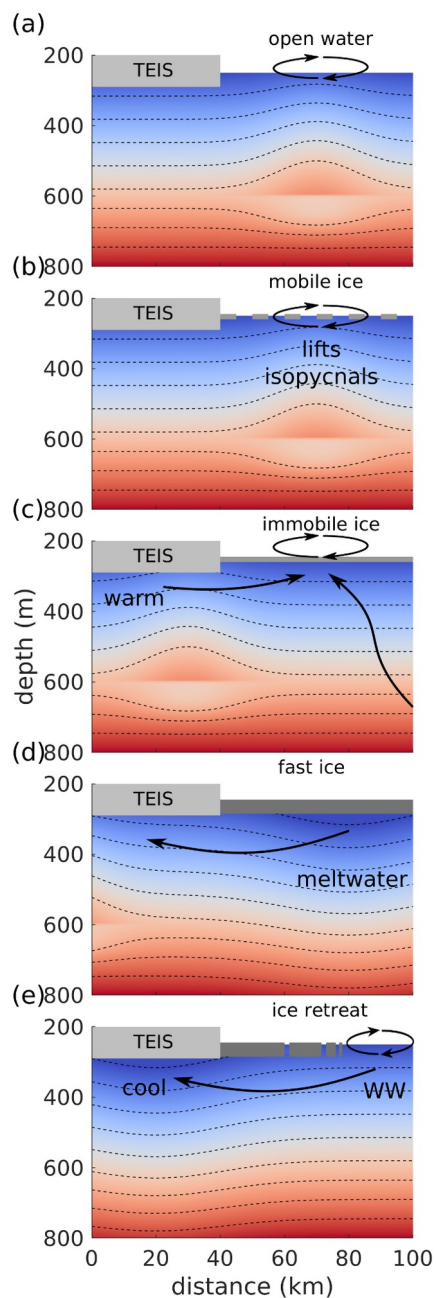 (a)
open water
200
TEIS
400
600
800
(b)
mobile ice
200
TEIS
lifts
isopycnals
400
600
800
(c)
immobile ice
200
TEIS
warm
400
600
800
depth (m)
(d)
fast ice
200
TEIS
400
meltwater
600
800
(e)
ice retreat
200
TEIS
cool
WW
400
600
800
0 20 40 60 80 100
distance (km)